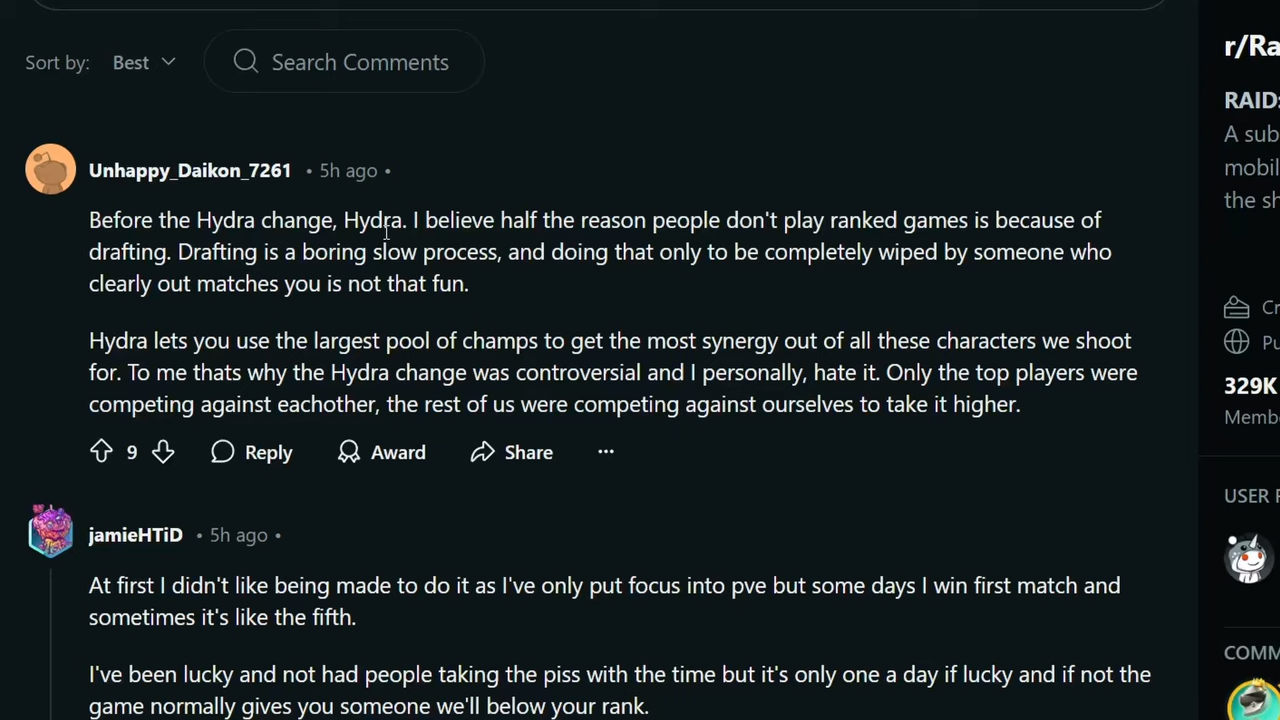 Sort by: Best Search Comments
r/Ra
RAID:
A sub
mobil
the sh
Unhappy_Daikon_7261 • 5h ago •
Before the Hydra change, Hydra. I believe half the reason people don't play ranked games is because of
drafting. Drafting is a boring slow process, and doing that only to be completely wiped by someone who
clearly out matches you is not that fun.
Hydra lets you use the largest pool of champs to get the most synergy out of all these characters we shoot
for. To me thats why the Hydra change was controversial and I personally, hate it. Only the top players were
competing against eachother, the rest of us were competing against ourselves to take it higher.
9 Reply Award Share ···
Cr
Pu
329K
Membe
USER F
COMM
jamieHTiD • 5h ago •
At first I didn't like being made to do it as I've only put focus into pve but some days I win first match and
sometimes it's like the fifth.
I've been lucky and not had people taking the piss with the time but it's only one a day if lucky and if not the
game normally gives you someone we'll below your rank.